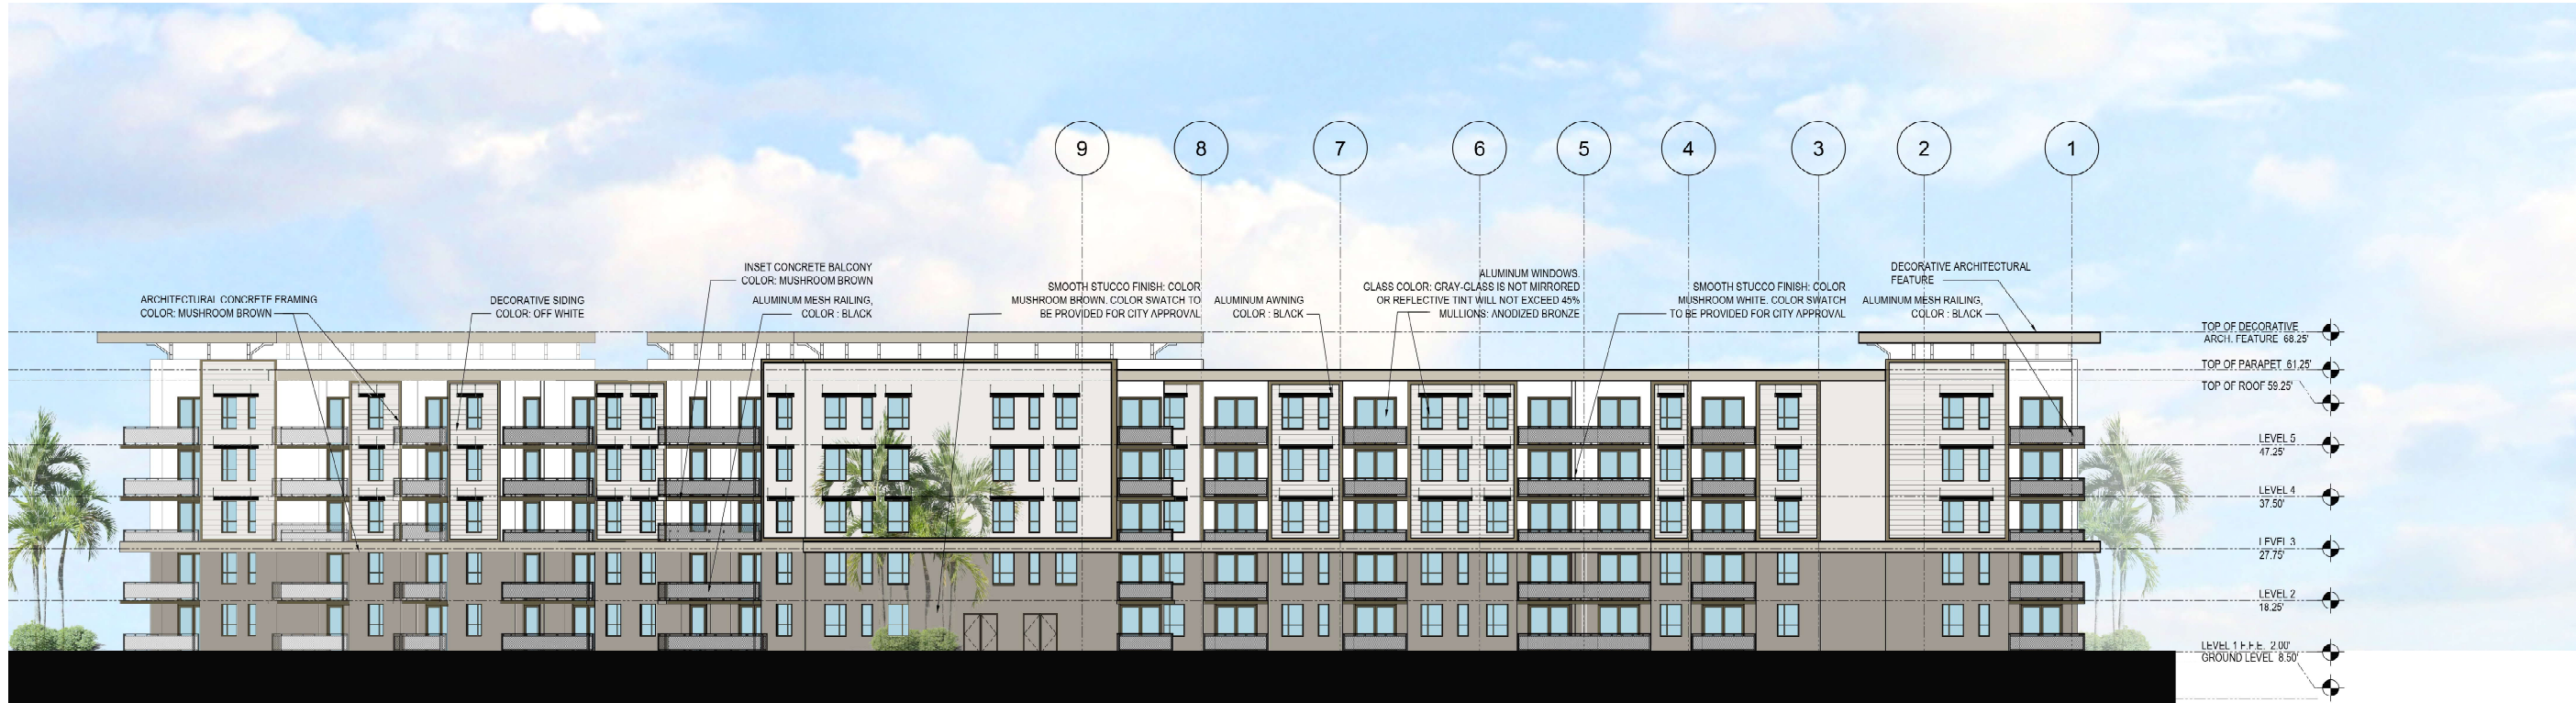 9
8
7
6
5
4
3
2
1
ARCHITECTURAL CONCRETE FRAMING
COLOR: MUSHROOM BROWN
DECORATIVE SIDING
COLOR: OFF WHITE
INSET CONCRETE BALCONY
COLOR: MUSHROOM BROWN
ALUMINUM MESH RAILING,
COLOR : BLACK
SMOOTH STUCCO FINISH: COLOR
MUSHROOM BROWN. COLOR SWATCH TO
BE PROVIDED FOR CITY APPROVAL
ALUMINUM AWNING
COLOR : BLACK
ALUMINUM WINDOWS.
GLASS COLOR: GRAY-GLASS IS NOT MIRRORED
OR REFLECTIVE TINT WILL NOT EXCEED 45%
MULLIONS: ANODIZED BRONZE
SMOOTH STUCCO FINISH: COLOR
MUSHROOM WHITE. COLOR SWATCH
TO BE PROVIDED FOR CITY APPROVAL
DECORATIVE ARCHITECTURAL
FEATURE
ALUMINUM MESH RAILING,
COLOR : BLACK
TOP OF DECORATIVE
ARCH. FEATURE 68.25'
TOP OF PARAPET 61.25'
TOP OF ROOF 59.25'
LEVEL 5
47.25'
LEVEL 4
37.50'
LEVEL 3
27.75'
LEVEL 2
18.25'
LEVEL 1 F.F.E. 2.00'
GROUND LEVEL 8.50'